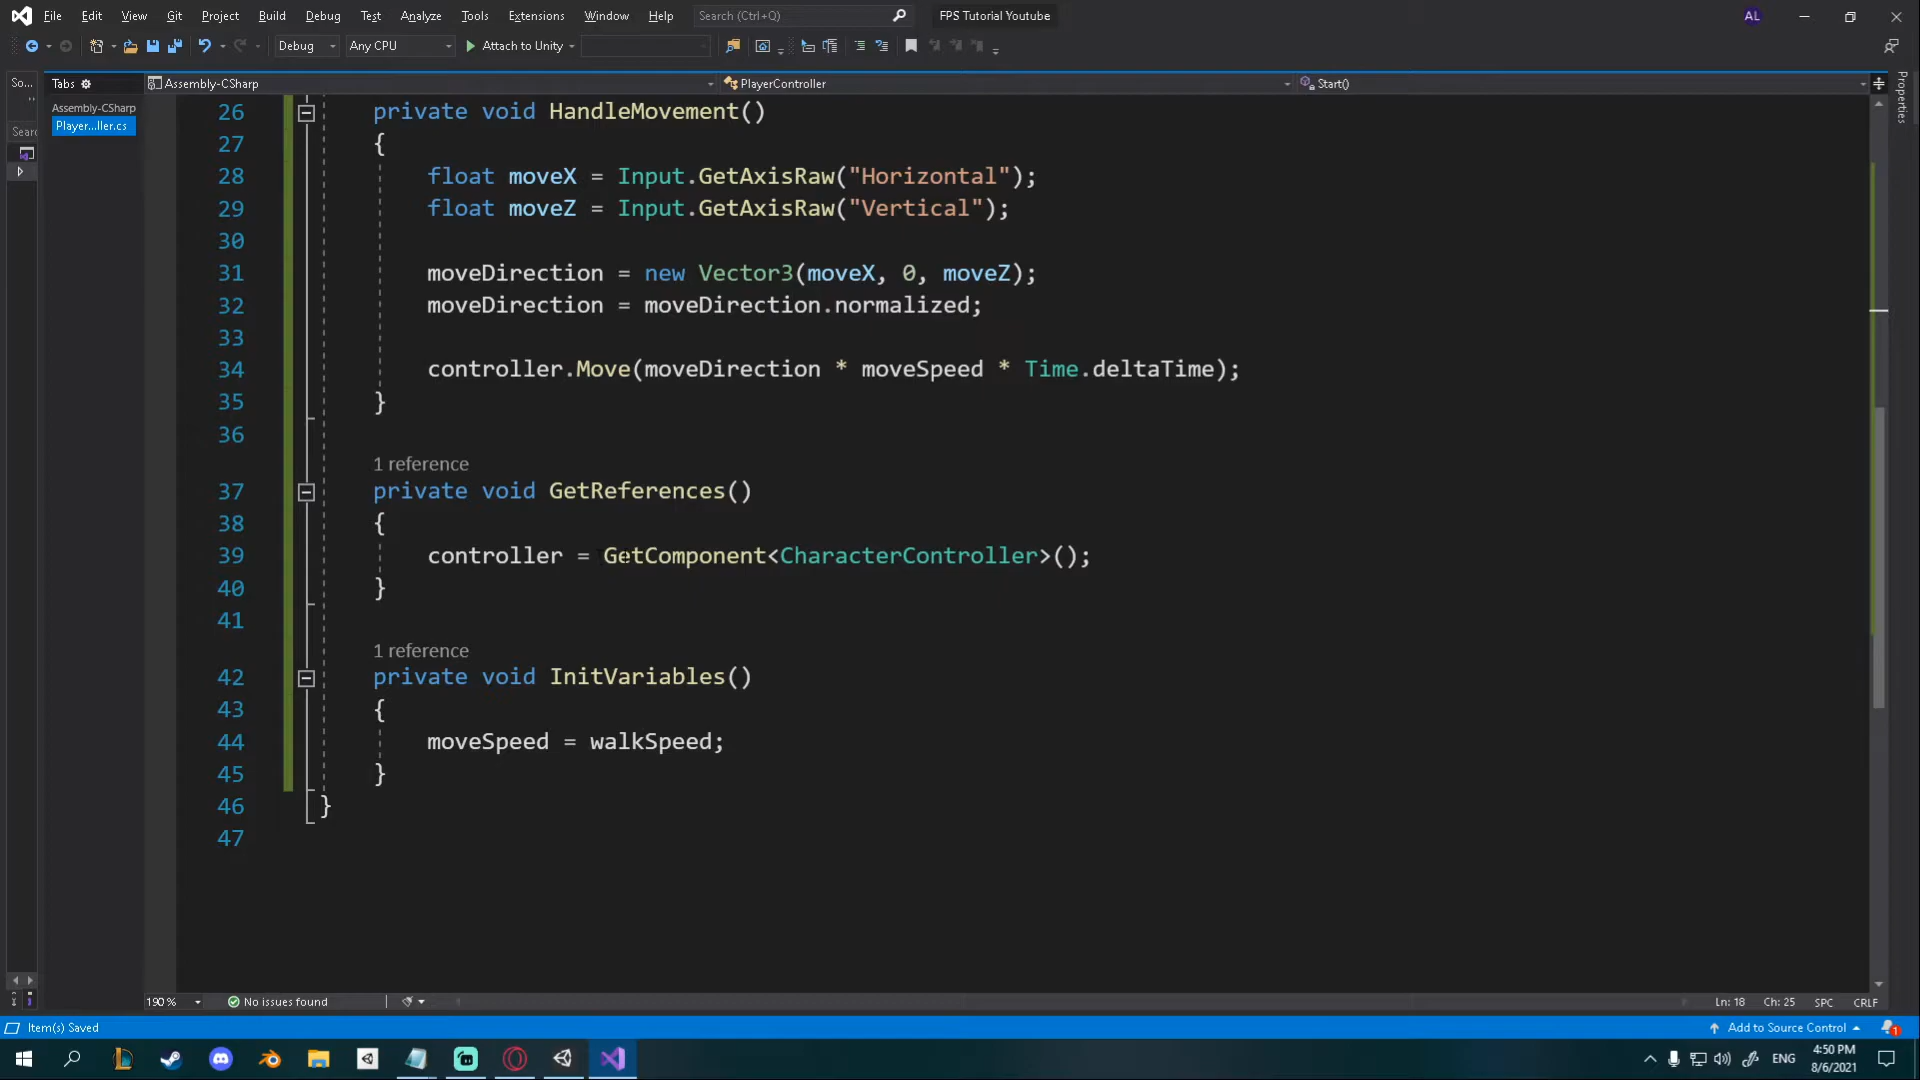 File Edit View Git Project Build Debug Test Analyze Tools Extensions Window Help Search (Ctrl+Q) FPS Tutorial Youtube AL
Debug Any CPU Attach to Unity
So... Tabs Assembly-CSharp PlayerController Start()
Assembly-CSharp
Player...ller.cs
Properties
26 private void HandleMovement()
27 {
28 float moveX = Input.GetAxisRaw("Horizontal");
29 float moveZ = Input.GetAxisRaw("Vertical");
30
31 moveDirection = new Vector3(moveX, 0, moveZ);
32 moveDirection = moveDirection.normalized;
33
34 controller.Move(moveDirection * moveSpeed * Time.deltaTime);
35 }
36
1 reference
37 private void GetReferences()
38 {
39 controller = GetComponent<CharacterController>();
40 }
41
1 reference
42 private void InitVariables()
43 {
44 moveSpeed = walkSpeed;
45 }
46 }
47
190 % No issues found Ln: 18 Ch: 25 SPC CRLF
Item(s) Saved Add to Source Control 1
ENG 4:50 PM
8/6/2021